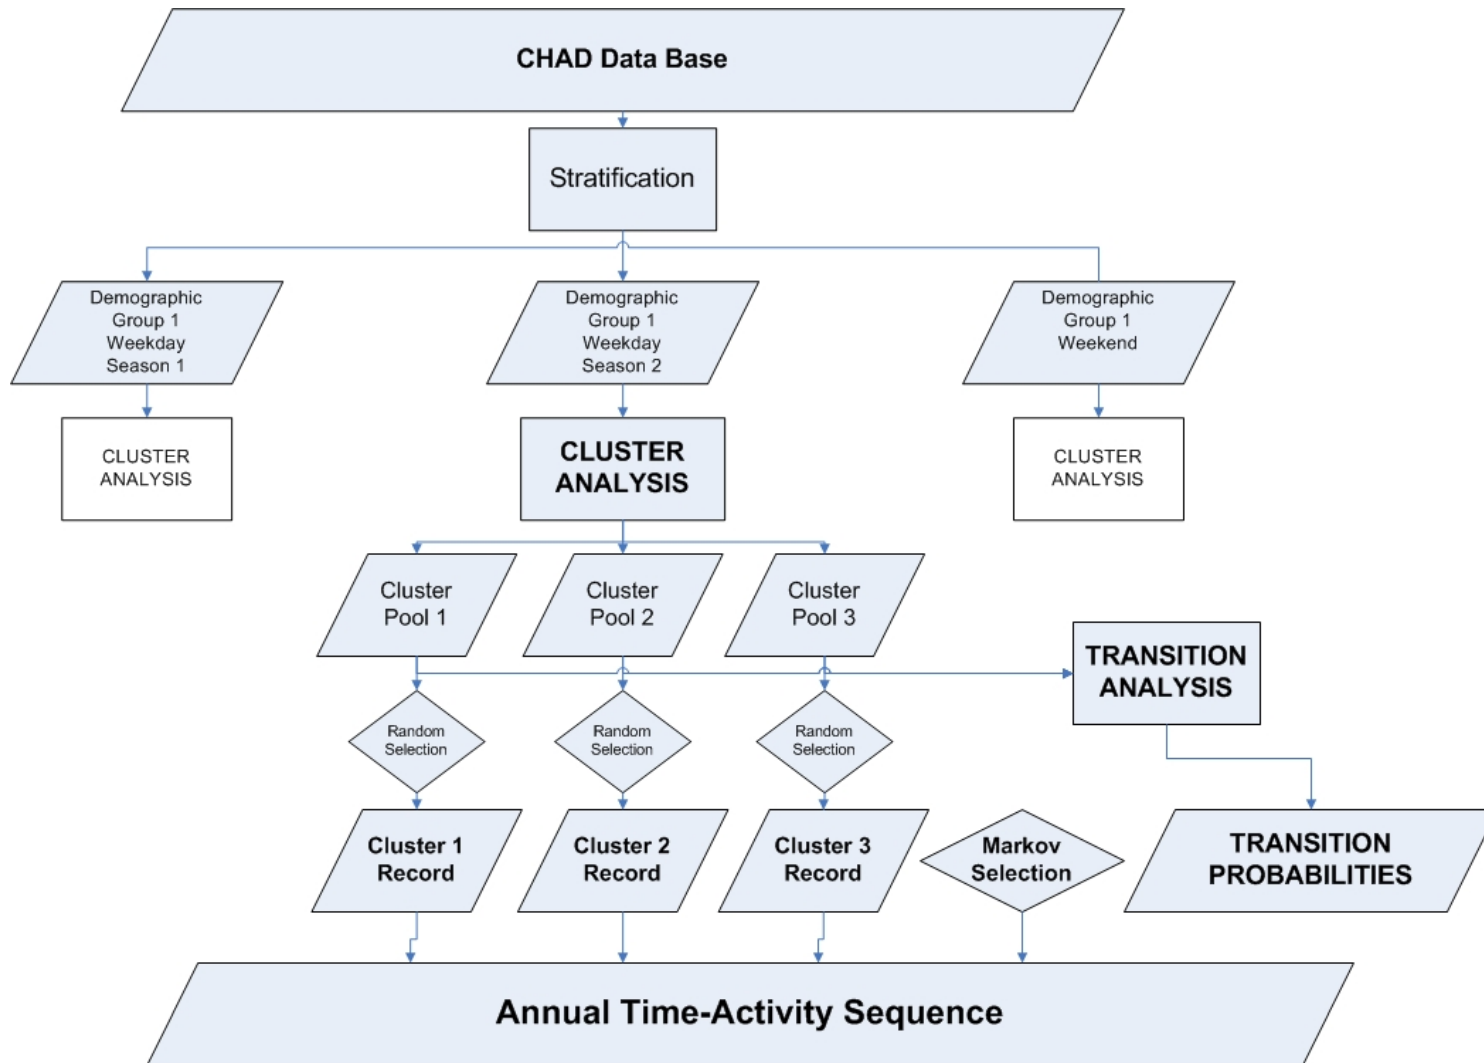 CHAD Data Base
Stratification
Demographic
Group 1
Weekday
Season 1
Demographic
Group 1
Weekday
Season 2
Demographic
Group 1
Weekend
CLUSTER
ANALYSIS
CLUSTER
ANALYSIS
CLUSTER
ANALYSIS
Cluster
Pool 1
Cluster
Pool 2
Cluster
Pool 3
TRANSITION
ANALYSIS
Random
Selection
Random
Selection
Random
Selection
Cluster 1
Record
Cluster 2
Record
Cluster 3
Record
Markov
Selection
TRANSITION
PROBABILITIES
Annual Time-Activity Sequence